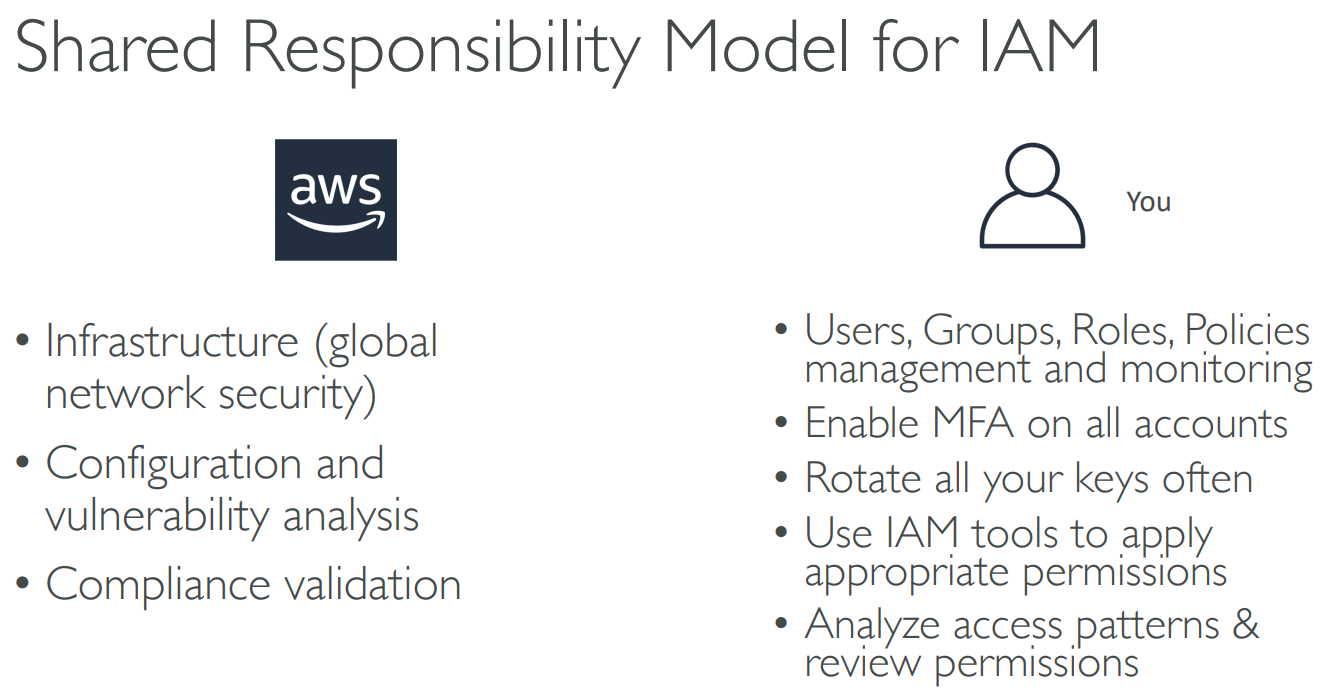 Shared Responsibility Model for IAM
aws
You
• Infrastructure (global
network security)
• Configuration and
vulnerability analysis
• Compliance validation
• Users, Groups, Roles, Policies
management and monitoring
• Enable MFA on all accounts
• Rotate all your keys often
• Use IAM tools to apply
appropriate permissions
• Analyze access patterns &
review permissions